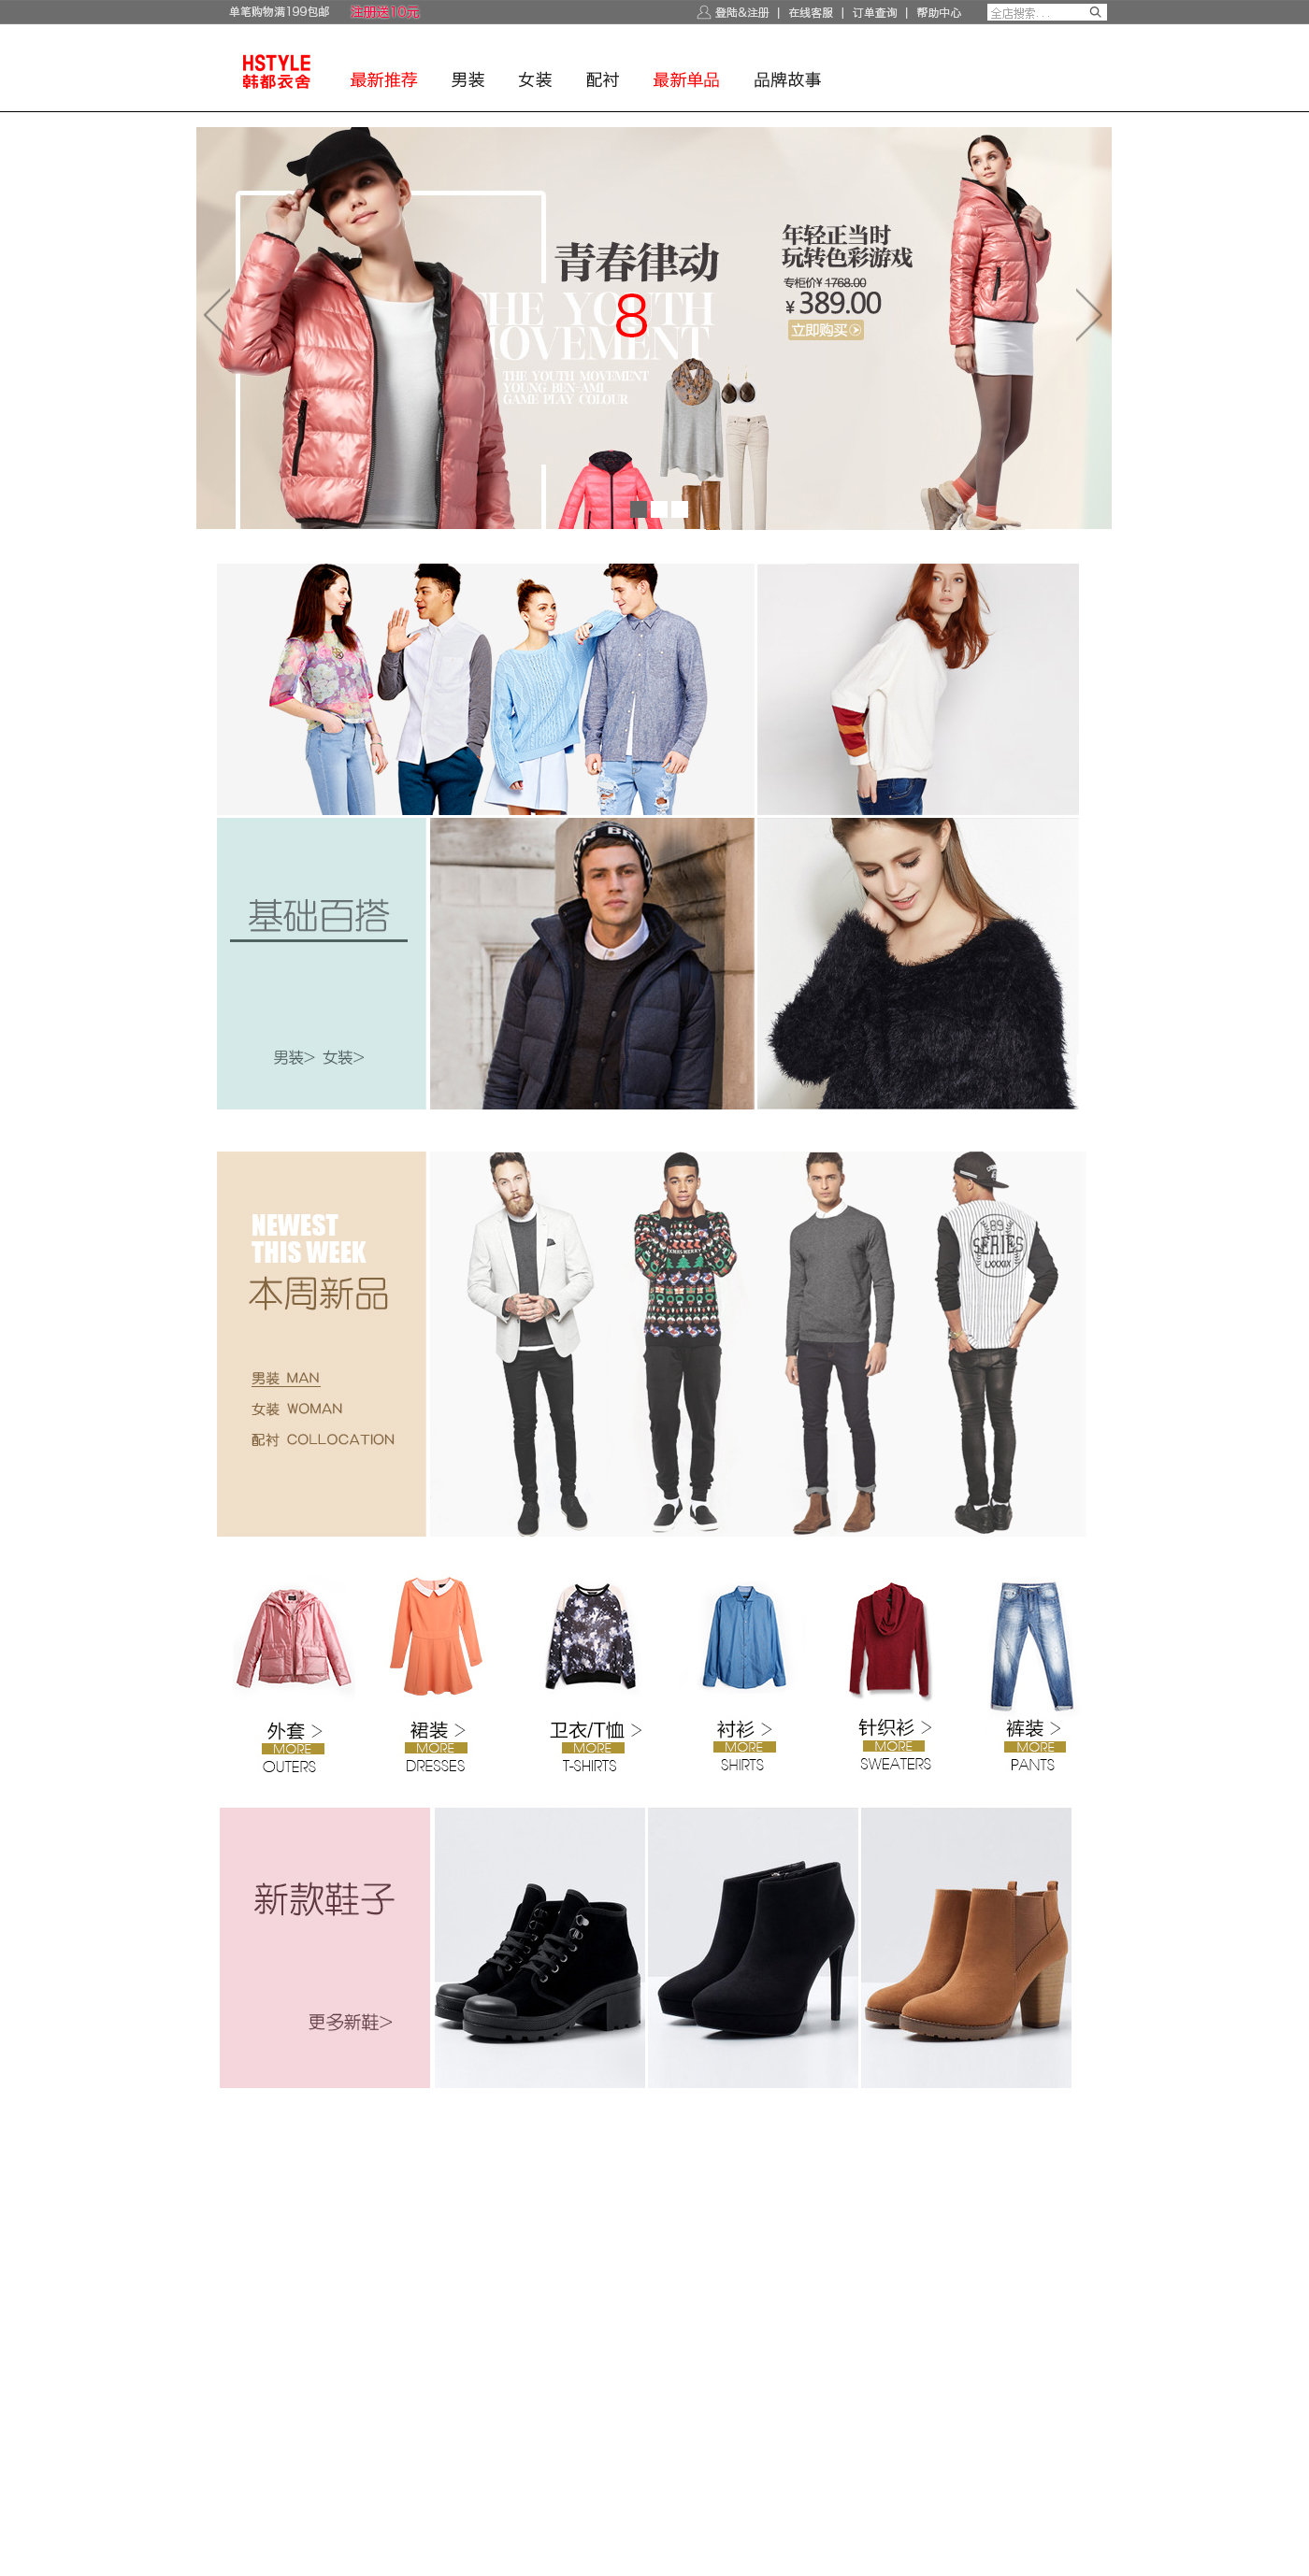 单笔购物满199包邮 注册送10元 登陆&注册 | 在线客服 | 订单查询 | 帮助中心 全店搜索...
HSTYLE
韩都衣舍
最新推荐 男装 女装 配衬 最新单品 品牌故事
青春律动
THE YOUTH
MOVEMENT
8
THE YOUTH MOVEMENT
YOUNG BEN-AMI
GAME PLAY COLOUR
年轻正当时
玩转色彩游戏
专柜价¥ 1768.00
¥ 389.00
立即购买
基础百搭
男装> 女装>
NEWEST
THIS WEEK
本周新品
男装 MAN
女装 WOMAN
配衬 COLLOCATION
89
SERIES
LXXXIX
外套 >
MORE
OUTERS
裙装 >
MORE
DRESSES
卫衣/T恤 >
MORE
T-SHIRTS
衬衫 >
MORE
SHIRTS
针织衫 >
MORE
SWEATERS
裤装 >
MORE
PANTS
新款鞋子
更多新鞋>